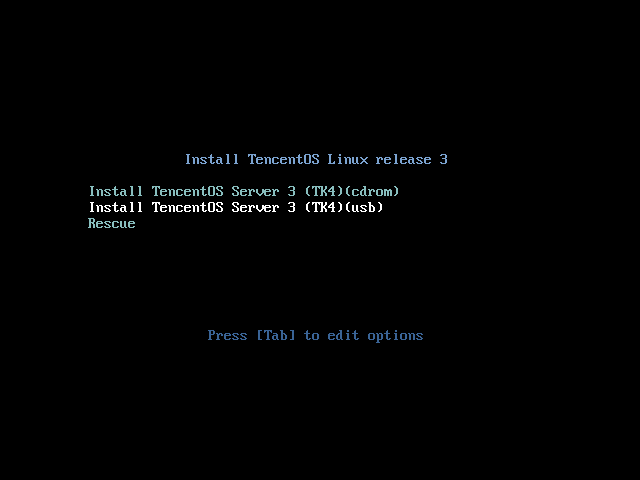 Install TencentOS Linux release 3
Install TencentOS Server 3 (TK4)(cdrom)
Install TencentOS Server 3 (TK4)(usb)
Rescue
Press [Tab] to edit options